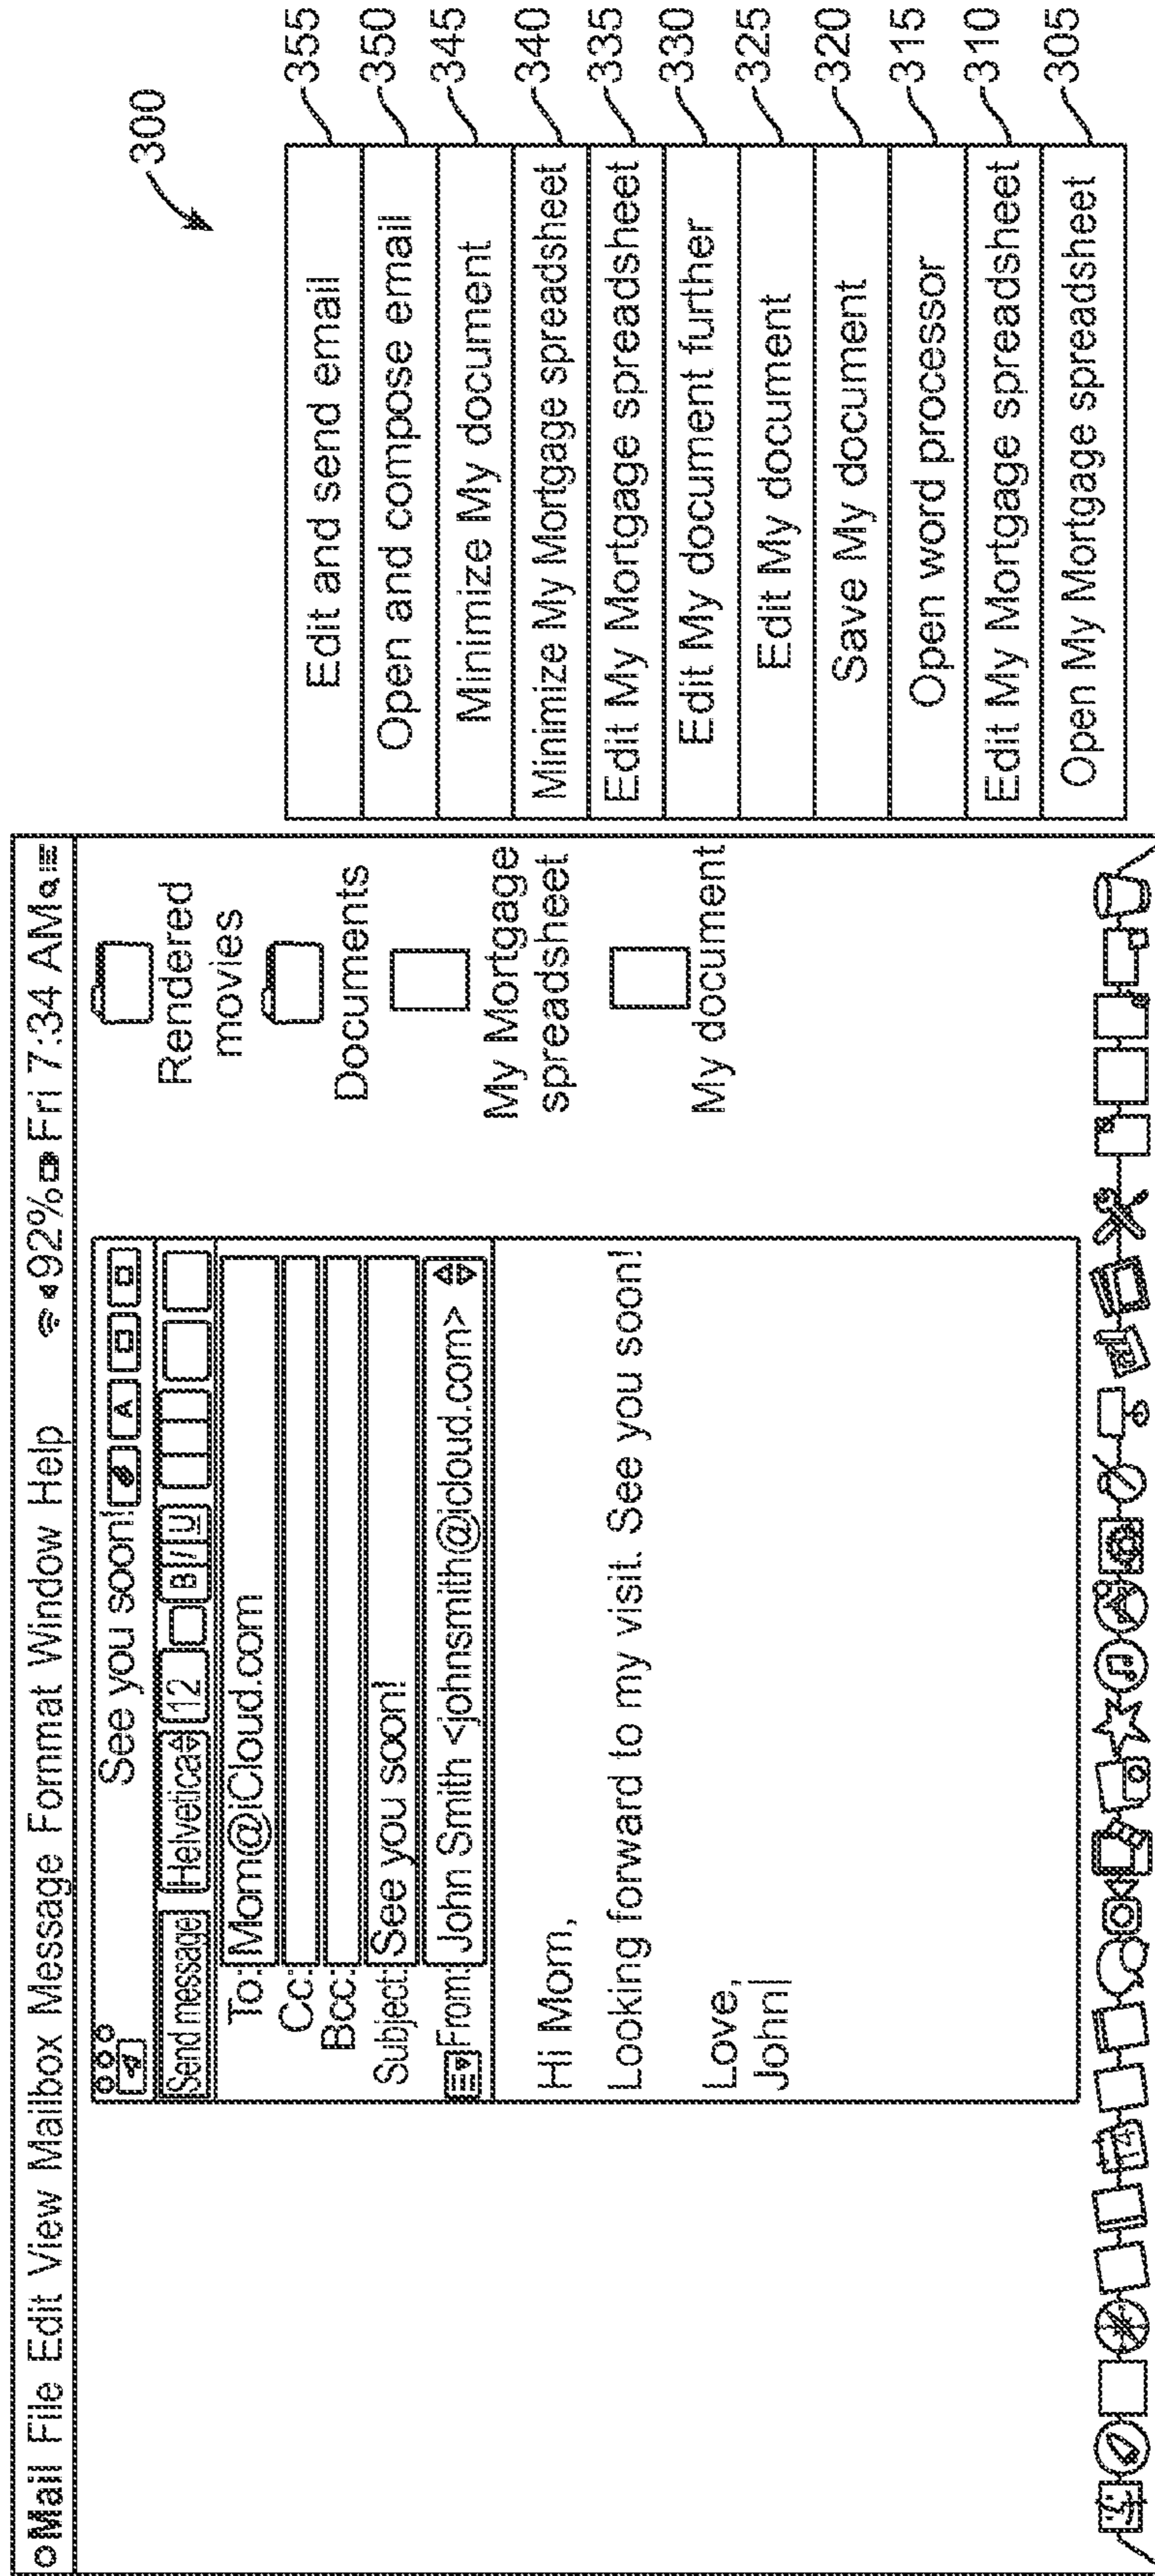 Mail File Edit View Mailbox Message Format Window Help 92% Fri 7:34 AM
See you soon! A
Send message Helvetica 12 B I U
To: Mom@iCloud.com
Cc:
Bcc:
Subject: See you soon!
From: John Smith <johnsmith@icloud.com>
Hi Mom,
Looking forward to my visit. See you soon!
Love,
John
Rendered
movies
Documents
My Mortgage
spreadsheet
My document
300
Edit and send email 355
Open and compose email 350
Minimize My document 345
Minimize My Mortgage spreadsheet 340
Edit My Mortgage spreadsheet 335
Edit My document further 330
Edit My document 325
Save My document 320
Open word processor 315
Edit My Mortgage spreadsheet 310
Open My Mortgage spreadsheet 305